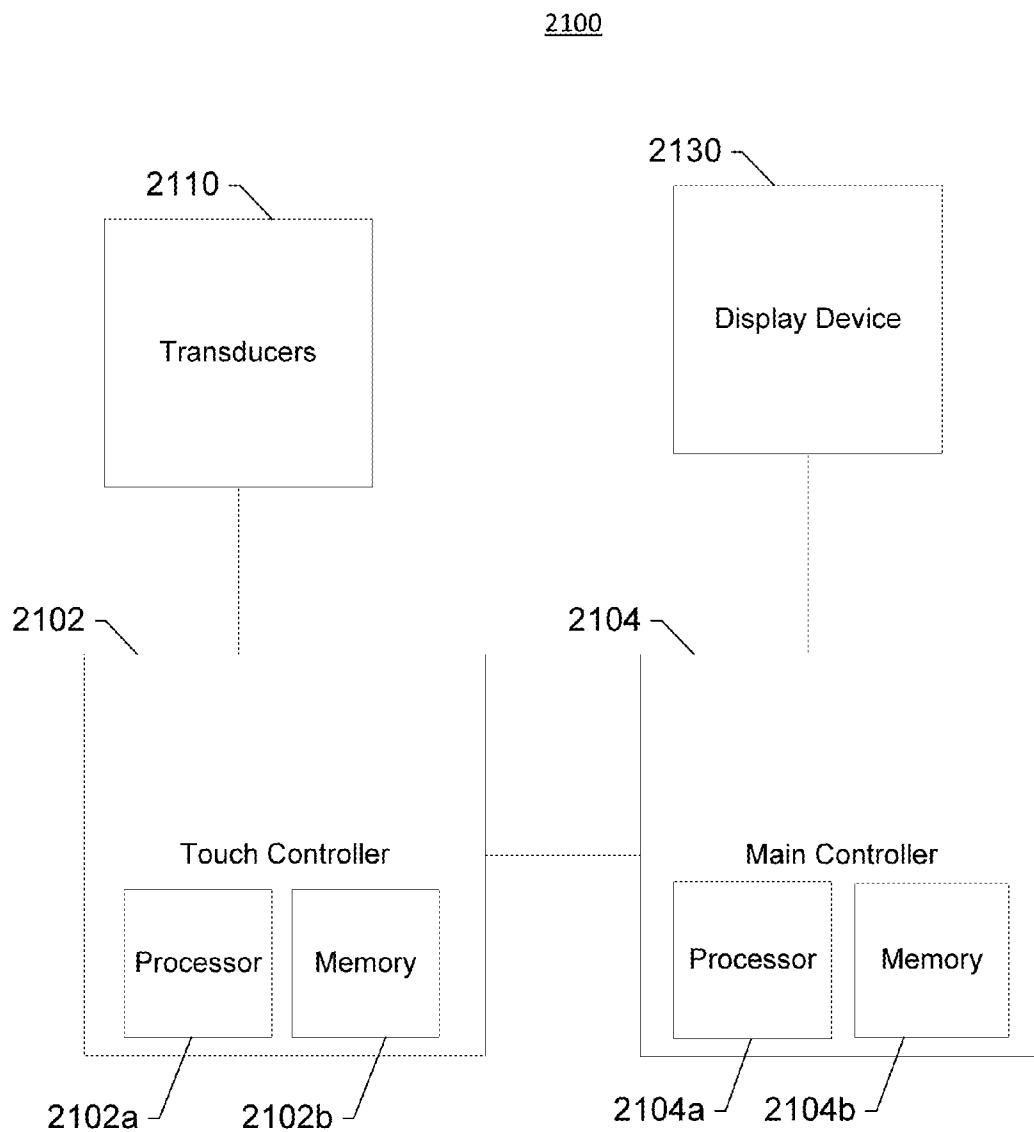 2100
2130
2110
Display Device
Transducers
2102
2104
Touch Controller
Main Controller
Processor
Memory
Processor
Memory
2102a
2102b
2104a
2104b